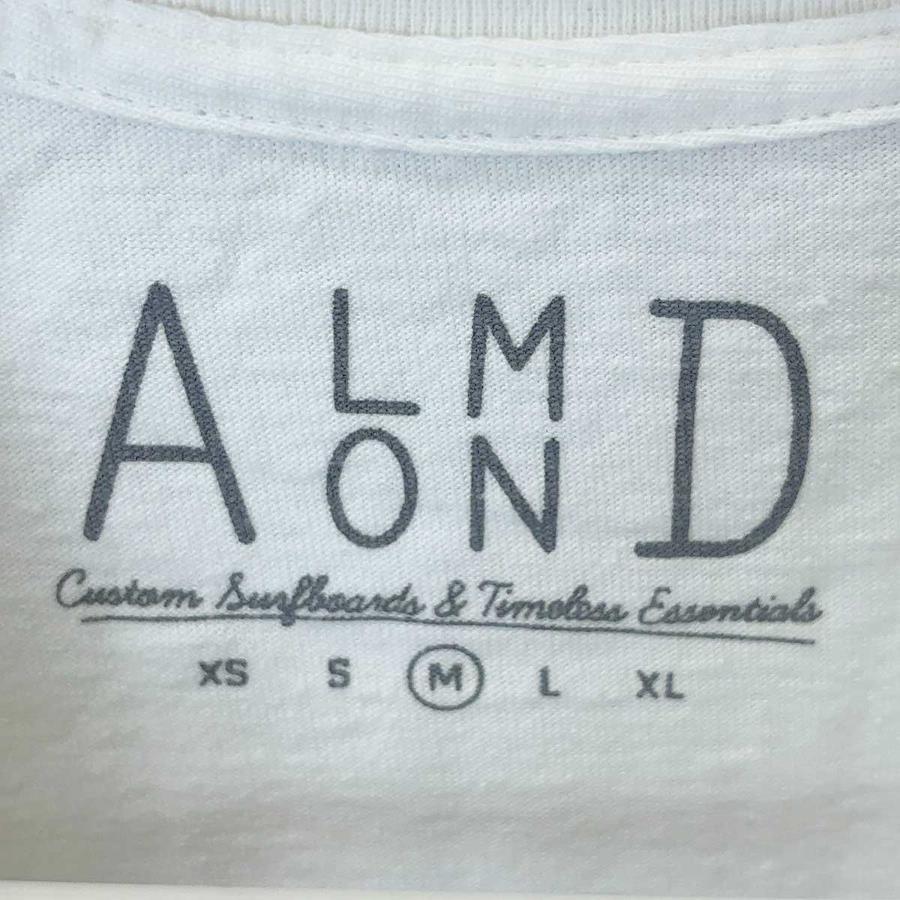 ALMOND
Custom Surfboards & Timeless Essentials
XS S M L XL